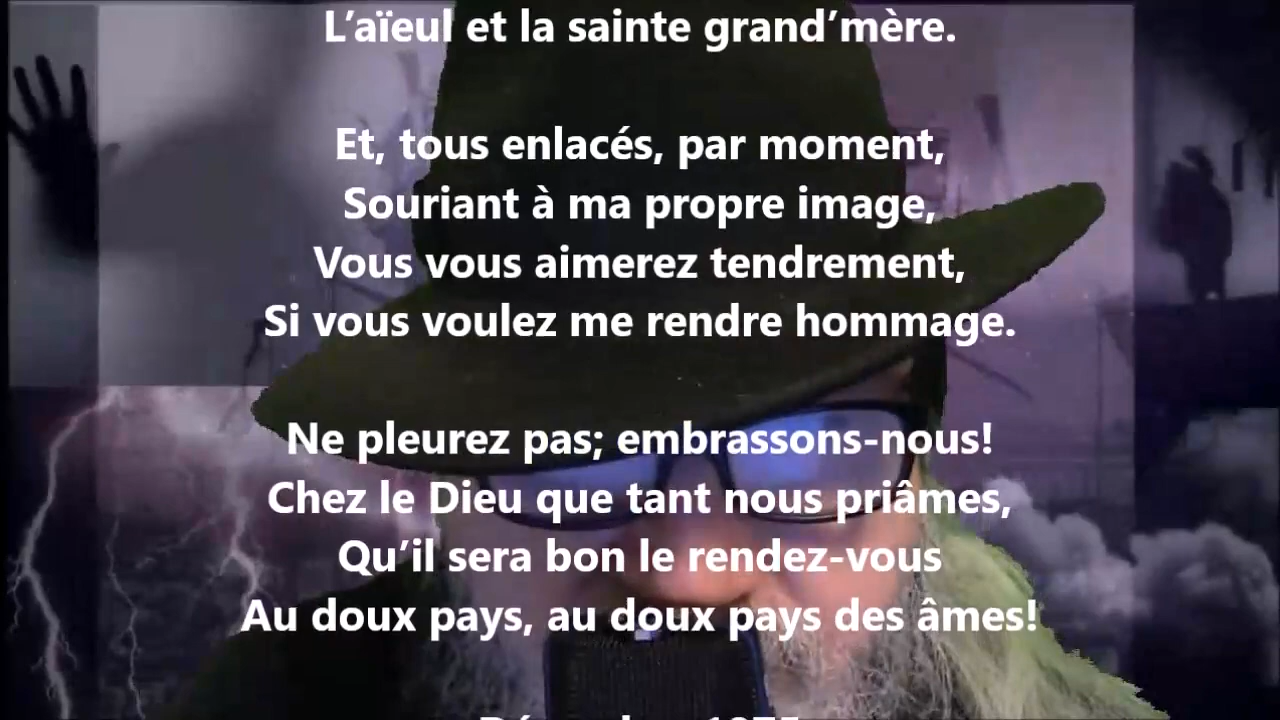 L’aïeul et la sainte grand’mère.
Et, tous enlacés, par moment,
Souriant à ma propre image,
Vous vous aimerez tendrement,
Si vous voulez me rendre hommage.
Ne pleurez pas; embrassons-nous!
Chez le Dieu que tant nous priâmes,
Qu’il sera bon le rendez-vous
Au doux pays, au doux pays des âmes!